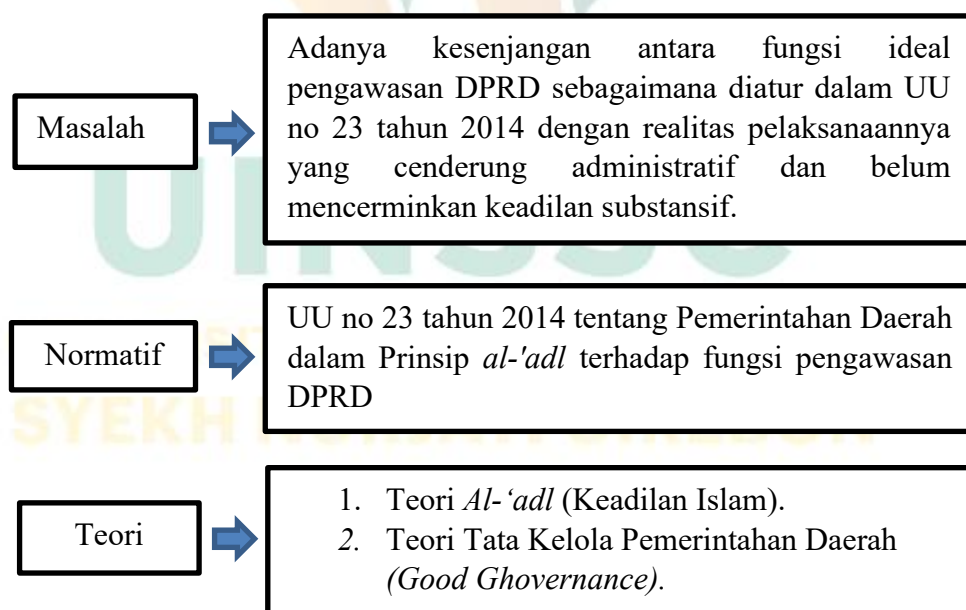 Masalah
Adanya kesenjangan antara fungsi ideal
pengawasan DPRD sebagaimana diatur dalam UU
no 23 tahun 2014 dengan realitas pelaksanaannya
yang cenderung administratif dan belum
mencerminkan keadilan substansif.
UINSSC
Normatif
UU no 23 tahun 2014 tentang Pemerintahan Daerah
dalam Prinsip al-'adl terhadap fungsi pengawasan
DPRD
SYEKH
Teori
1. Teori Al-‘adl (Keadilan Islam).
2. Teori Tata Kelola Pemerintahan Daerah
(Good Ghovernance).